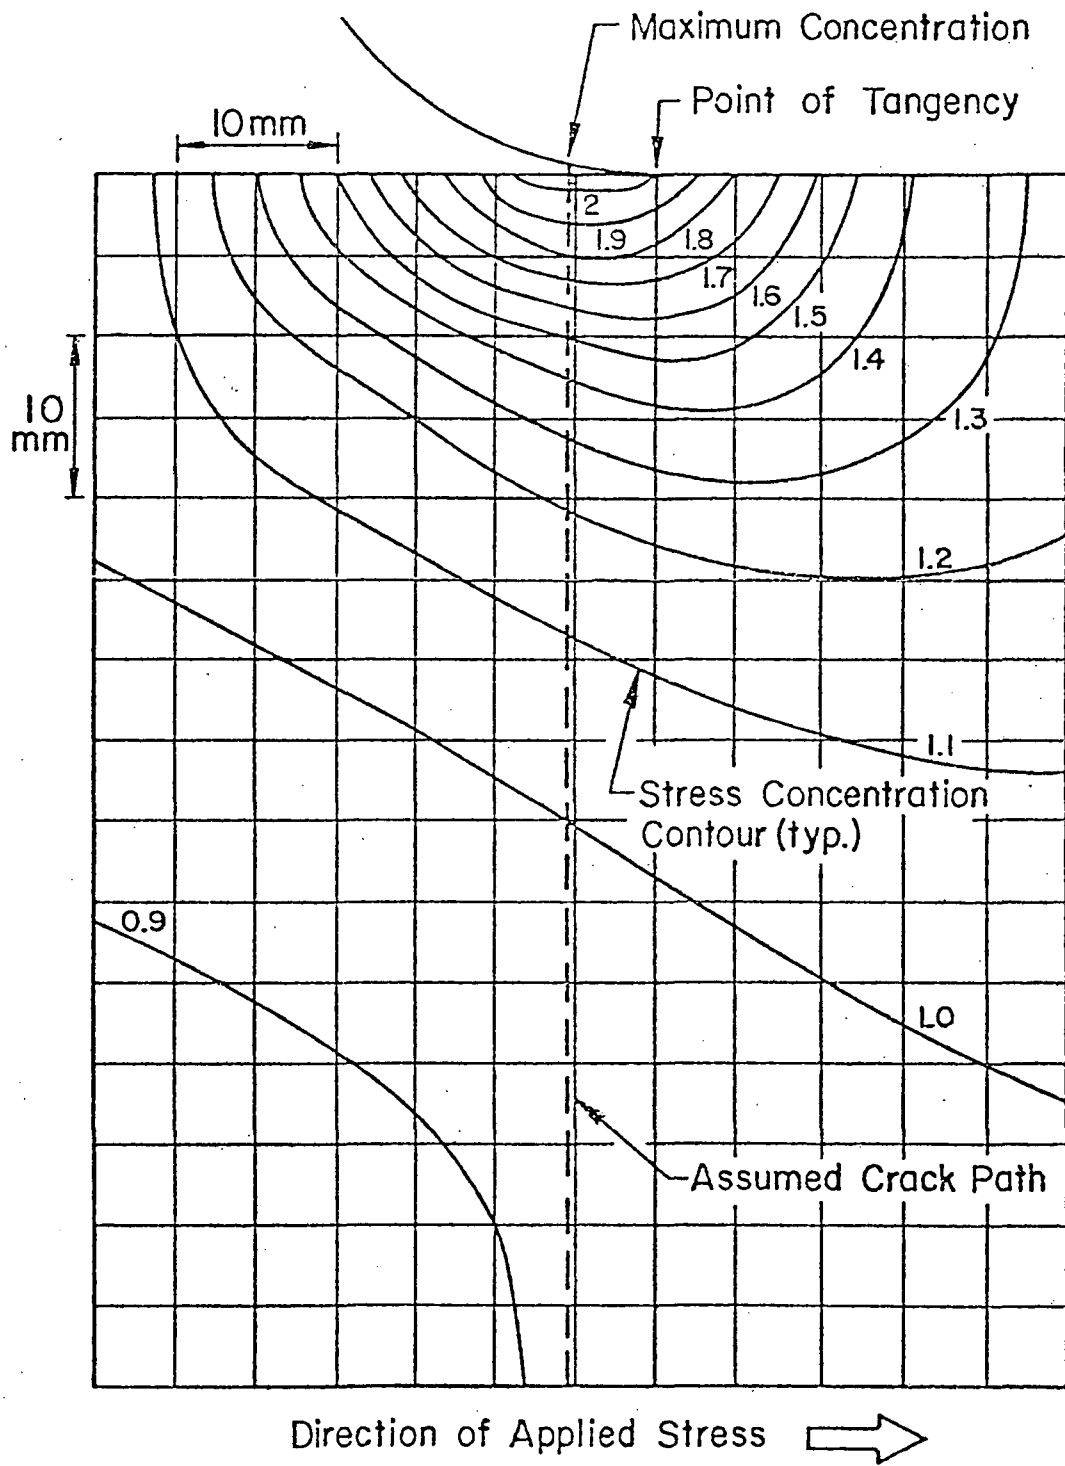 Maximum Concentration
Point of Tangency
10mm
2
1.9
1.8
1.7
1.6
1.5
1.4
1.3
10
mm
1.2
1.1
Stress Concentration
Contour (typ.)
0.9
1.0
Assumed Crack Path
Direction of Applied Stress